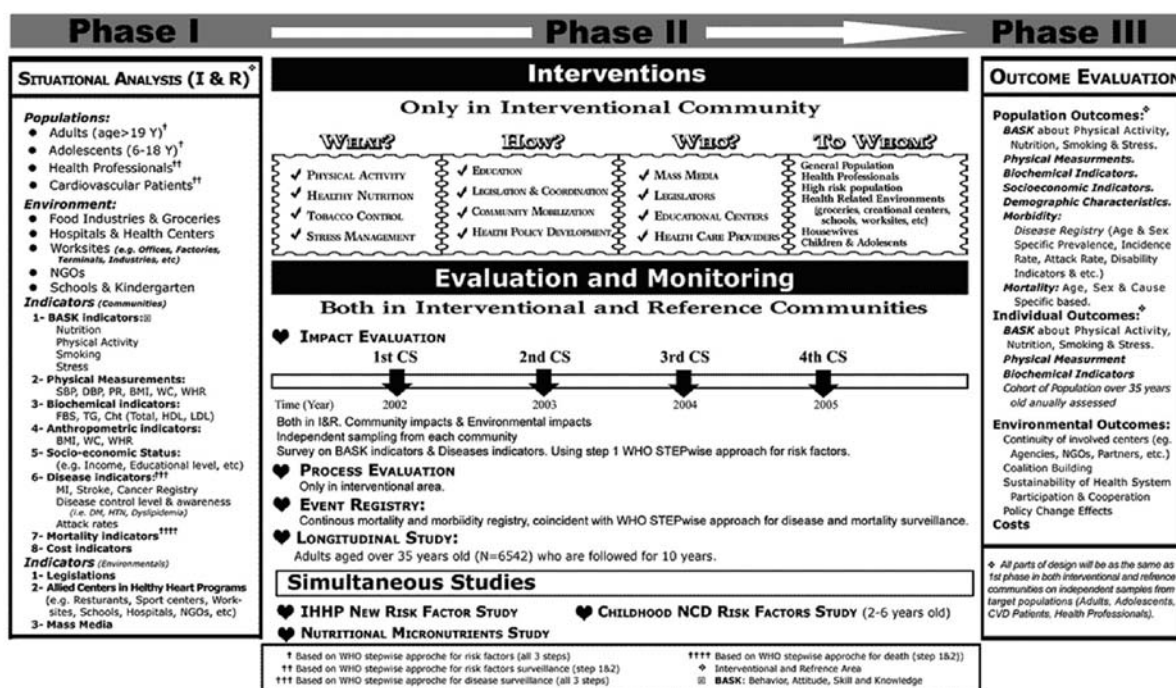 Phase I
Phase II
Phase III
SITUATIONAL ANALYSIS (I & R)❖
Populations:
● Adults (age>19 Y)†
● Adolescents (6-18 Y)†
● Health Professionals††
● Cardiovascular Patients††
Environment:
● Food Industries & Groceries
● Hospitals & Health Centers
● Worksites (e.g. Offices, Factories,
Terminals, Industries, etc)
● NGOs
● Schools & Kindergarten
Indicators (Communities)
1- BASK indicators:⊠
Nutrition
Physical Activity
Smoking
Stress
2- Physical Measurements:
SBP, DBP, PR, BMI, WC, WHR
3- Biochemical indicators:
FBS, TG, Cht (Total, HDL, LDL)
4- Anthropometric indicators:
BMI, WC, WHR
5- Socio-economic Status:
(e.g. Income, Educational level, etc)
6- Disease indicators:†††
MI, Stroke, Cancer Registry
Disease control level & awareness
(i.e. DM, HTN, Dyslipidemia)
Attack rates
7- Mortality indicators††††
8- Cost indicators
Indicators (Environmentals)
1- Legislations
2- Allied Centers in Helthy Heart Programs
(e.g. Resturants, Sport centers, Work-
sites, Schools, Hospitals, NGOs, etc)
3- Mass Media
Interventions
Only in Interventional Community
WHAT?
✓ PHYSICAL ACTIVITY
✓ HEALTHY NUTRITION
✓ TOBACCO CONTROL
✓ STRESS MANAGEMENT
HOW?
✓ EDUCATION
✓ LEGISLATION & COORDINATION
✓ COMMUNITY MOBILIZATION
✓ HEALTH POLICY DEVELOPMENT
WHO?
✓ MASS MEDIA
✓ LEGISLATORS
✓ EDUCATIONAL CENTERS
✓ HEALTH CARE PROVIDERS
TO WHOM?
General Population
Health Professionals
High risk population
Health Related Environments
(groceries, creational centers,
schools, worksites, etc)
Housewives
Children & Adolescents
Evaluation and Monitoring
Both in Interventional and Reference Communities
♥ IMPACT EVALUATION
1st CS 2nd CS 3rd CS 4th CS
Time (Year) 2002 2003 2004 2005
Both in I&R. Community impacts & Environmental impacts
Independent sampling from each community
Survey on BASK indicators & Diseases indicators. Using step 1 WHO STEPwise approach for risk factors.
♥ PROCESS EVALUATION
Only in interventional area.
♥ EVENT REGISTRY:
Continous mortality and morbiidty registry, coincident with WHO STEPwise approach for disease and mortality surveillance.
♥ LONGITUDINAL STUDY:
Adults aged over 35 years old (N=6542) who are followed for 10 years.
Simultaneous Studies
♥ IHHP NEW RISK FACTOR STUDY
♥ CHILDHOOD NCD RISK FACTORS STUDY (2-6 years old)
♥ NUTRITIONAL MICRONUTRIENTS STUDY
† Based on WHO stepwise approche for risk factors (all 3 steps)
†† Based on WHO stepwise approche for risk factors surveillance (step 1&2)
††† Based on WHO stepwise approche for disease surveillance (all 3 steps)
†††† Based on WHO stepwise approche for death (step 1&2))
❖ Interventional and Refrence Area
⊠ BASK: Behavior, Attitude, Skill and Knowledge
OUTCOME EVALUATION
Population Outcomes:❖
BASK about Physical Activity,
Nutrition, Smoking & Stress.
Physical Measurments.
Biochemical Indicators.
Socioeconomic Indicators.
Demographic Characteristics.
Morbidity:
Disease Registry (Age & Sex
Specific Prevalence, Incidence
Rate, Attack Rate, Disability
Indicators & etc.)
Mortality: Age, Sex & Cause
Specific based.
Individual Outcomes:❖
BASK about Physical Activity,
Nutrition, Smoking & Stress.
Physical Measurment
Biochemical Indicators
Cohort of Population over 35 years
old anually assessed
Environmental Outcomes:
Continuity of involved centers (eg.
Agencies, NGOs, Partners, etc.)
Coalition Building
Sustainability of Health System
Participation & Cooperation
Policy Change Effects
Costs
❖ All parts of design will be as the same as
1st phase in both interventional and refrence
communities on independent samples from
target populations (Adults, Adolescents,
CVD Patients, Health Professionals).